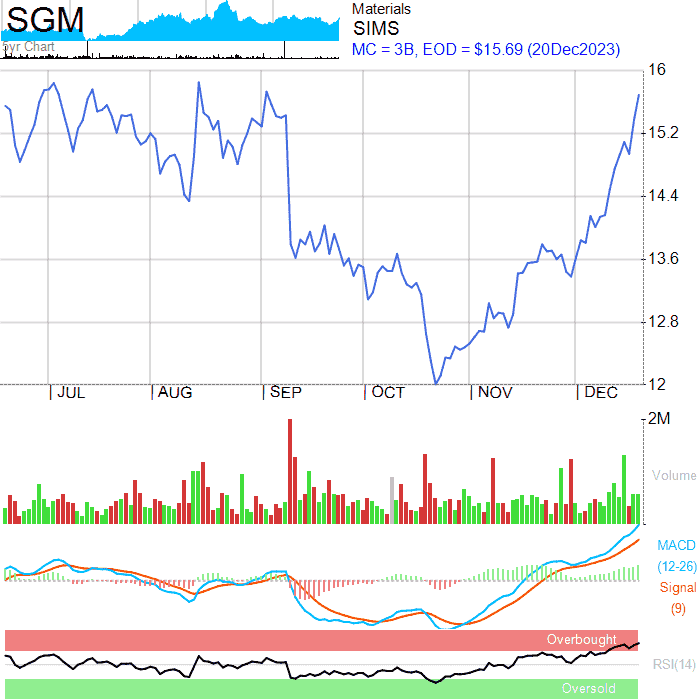 SGM
5yr Chart
Materials
SIMS
MC = 3B, EOD = $15.69 (20Dec2023)
16
15.2
14.4
13.6
12.8
12
JUL
AUG
SEP
OCT
NOV
DEC
2M
Volume
MACD
(12-26)
Signal
(9)
Overbought
RSI(14)
Oversold